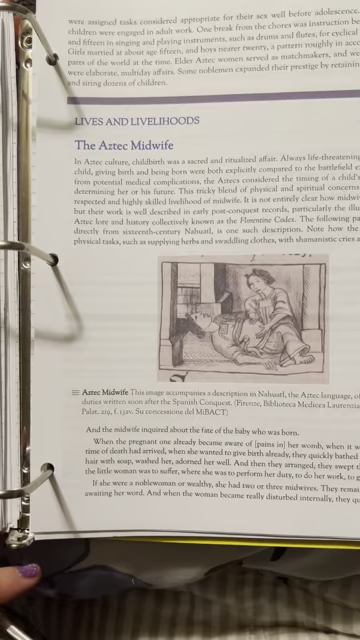 were assigned tasks considered appropriate for their sex well before adolescence.
children were engaged in adult work. One break from the chores was instruction be
and fifteen in singing and playing instruments, such as drums and flutes, for cyclical
Girls married at about age fifteen, and boys nearer twenty, a pattern roughly in acco
parts of the world at the time. Elder Aztec women served as matchmakers, and we
were elaborate, multiday affairs. Some noblemen expanded their prestige by retainin
and siring dozens of children.
LIVES AND LIVELIHOODS
The Aztec Midwife
In Aztec culture, childbirth was a sacred and ritualized affair. Always life-threatening
child, giving birth and being born were both explicitly compared to the battlefield e
from potential medical complications, the Aztecs considered the timing of a child's
determining her or his future. This tricky blend of physical and spiritual concerns
respected and highly skilled livelihood of midwife. It is not entirely clear how midwi
but their work is well described in early post-conquest records, particularly the illu
Aztec lore and history collectively known as the Florentine Codex. The following pa
directly from sixteenth-century Nahuatl, is one such description. Note how the
physical tasks, such as supplying herbs and swaddling clothes, with shamanistic cries a
Aztec Midwife This image accompanies a description in Nahuatl, the Aztec language, of
duties written soon after the Spanish Conquest. (Firenze, Biblioteca Medicea Laurenzia
Palat. 219, f. 132v. Su concessione del MiBACT)
And the midwife inquired about the fate of the baby who was born.
When the pregnant one already became aware of [pains in] her womb, when it w
time of death had arrived, when she wanted to give birth already, they quickly bathed
hair with soap, washed her, adorned her well. And then they arranged, they swept t
the little woman was to suffer, where she was to perform her duty, to do her work, to g
If she were a noblewoman or wealthy, she had two or three midwives. They remai
awaiting her word. And when the woman became really disturbed internally, they qu